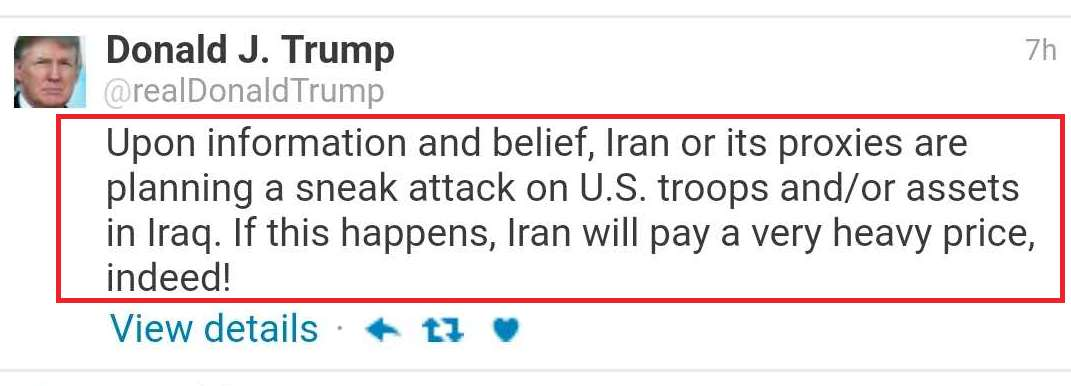 Donald J. Trump
7h
@realDonaldTrump
Upon information and belief, Iran or its proxies are
planning a sneak attack on U.S. troops and/or assets
in Iraq. If this happens, Iran will pay a very heavy price,
indeed!
View details ·